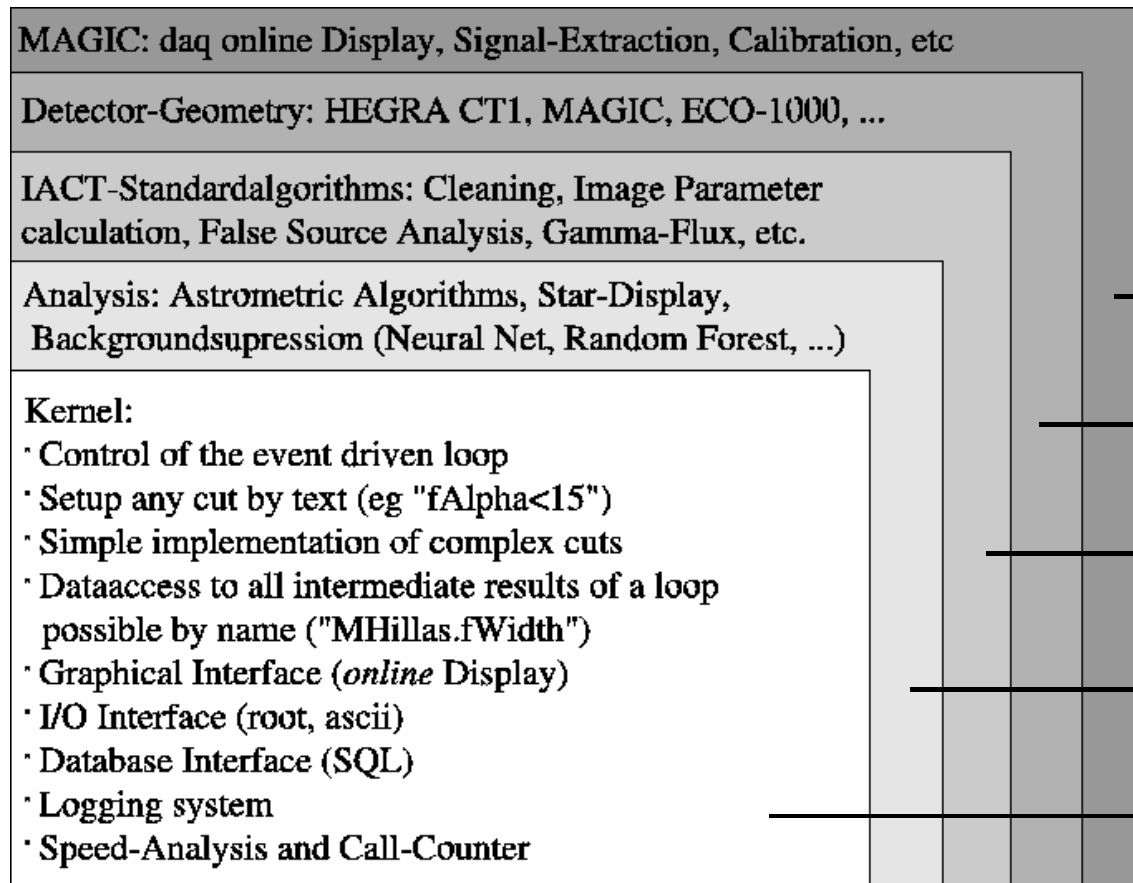 MAGIC: daq online Display, Signal-Extraction, Calibration, etc
Detector-Geometry: HEGRA CT1, MAGIC, ECO-1000, ...
IACT-Standardalgorithms: Cleaning, Image Parameter
calculation, False Source Analysis, Gamma-Flux, etc.
Analysis: Astrometric Algorithms, Star-Display,
Backgroundsupression (Neural Net, Random Forest, ...)
Kernel:
· Control of the event driven loop
· Setup any cut by text (eg "fAlpha<15")
· Simple implementation of complex cuts
· Dataaccess to all intermediate results of a loop
possible by name ("MHillas.fWidth")
· Graphical Interface (online Display)
· I/O Interface (root, ascii)
· Database Interface (SQL)
· Logging system
· Speed-Analysis and Call-Counter